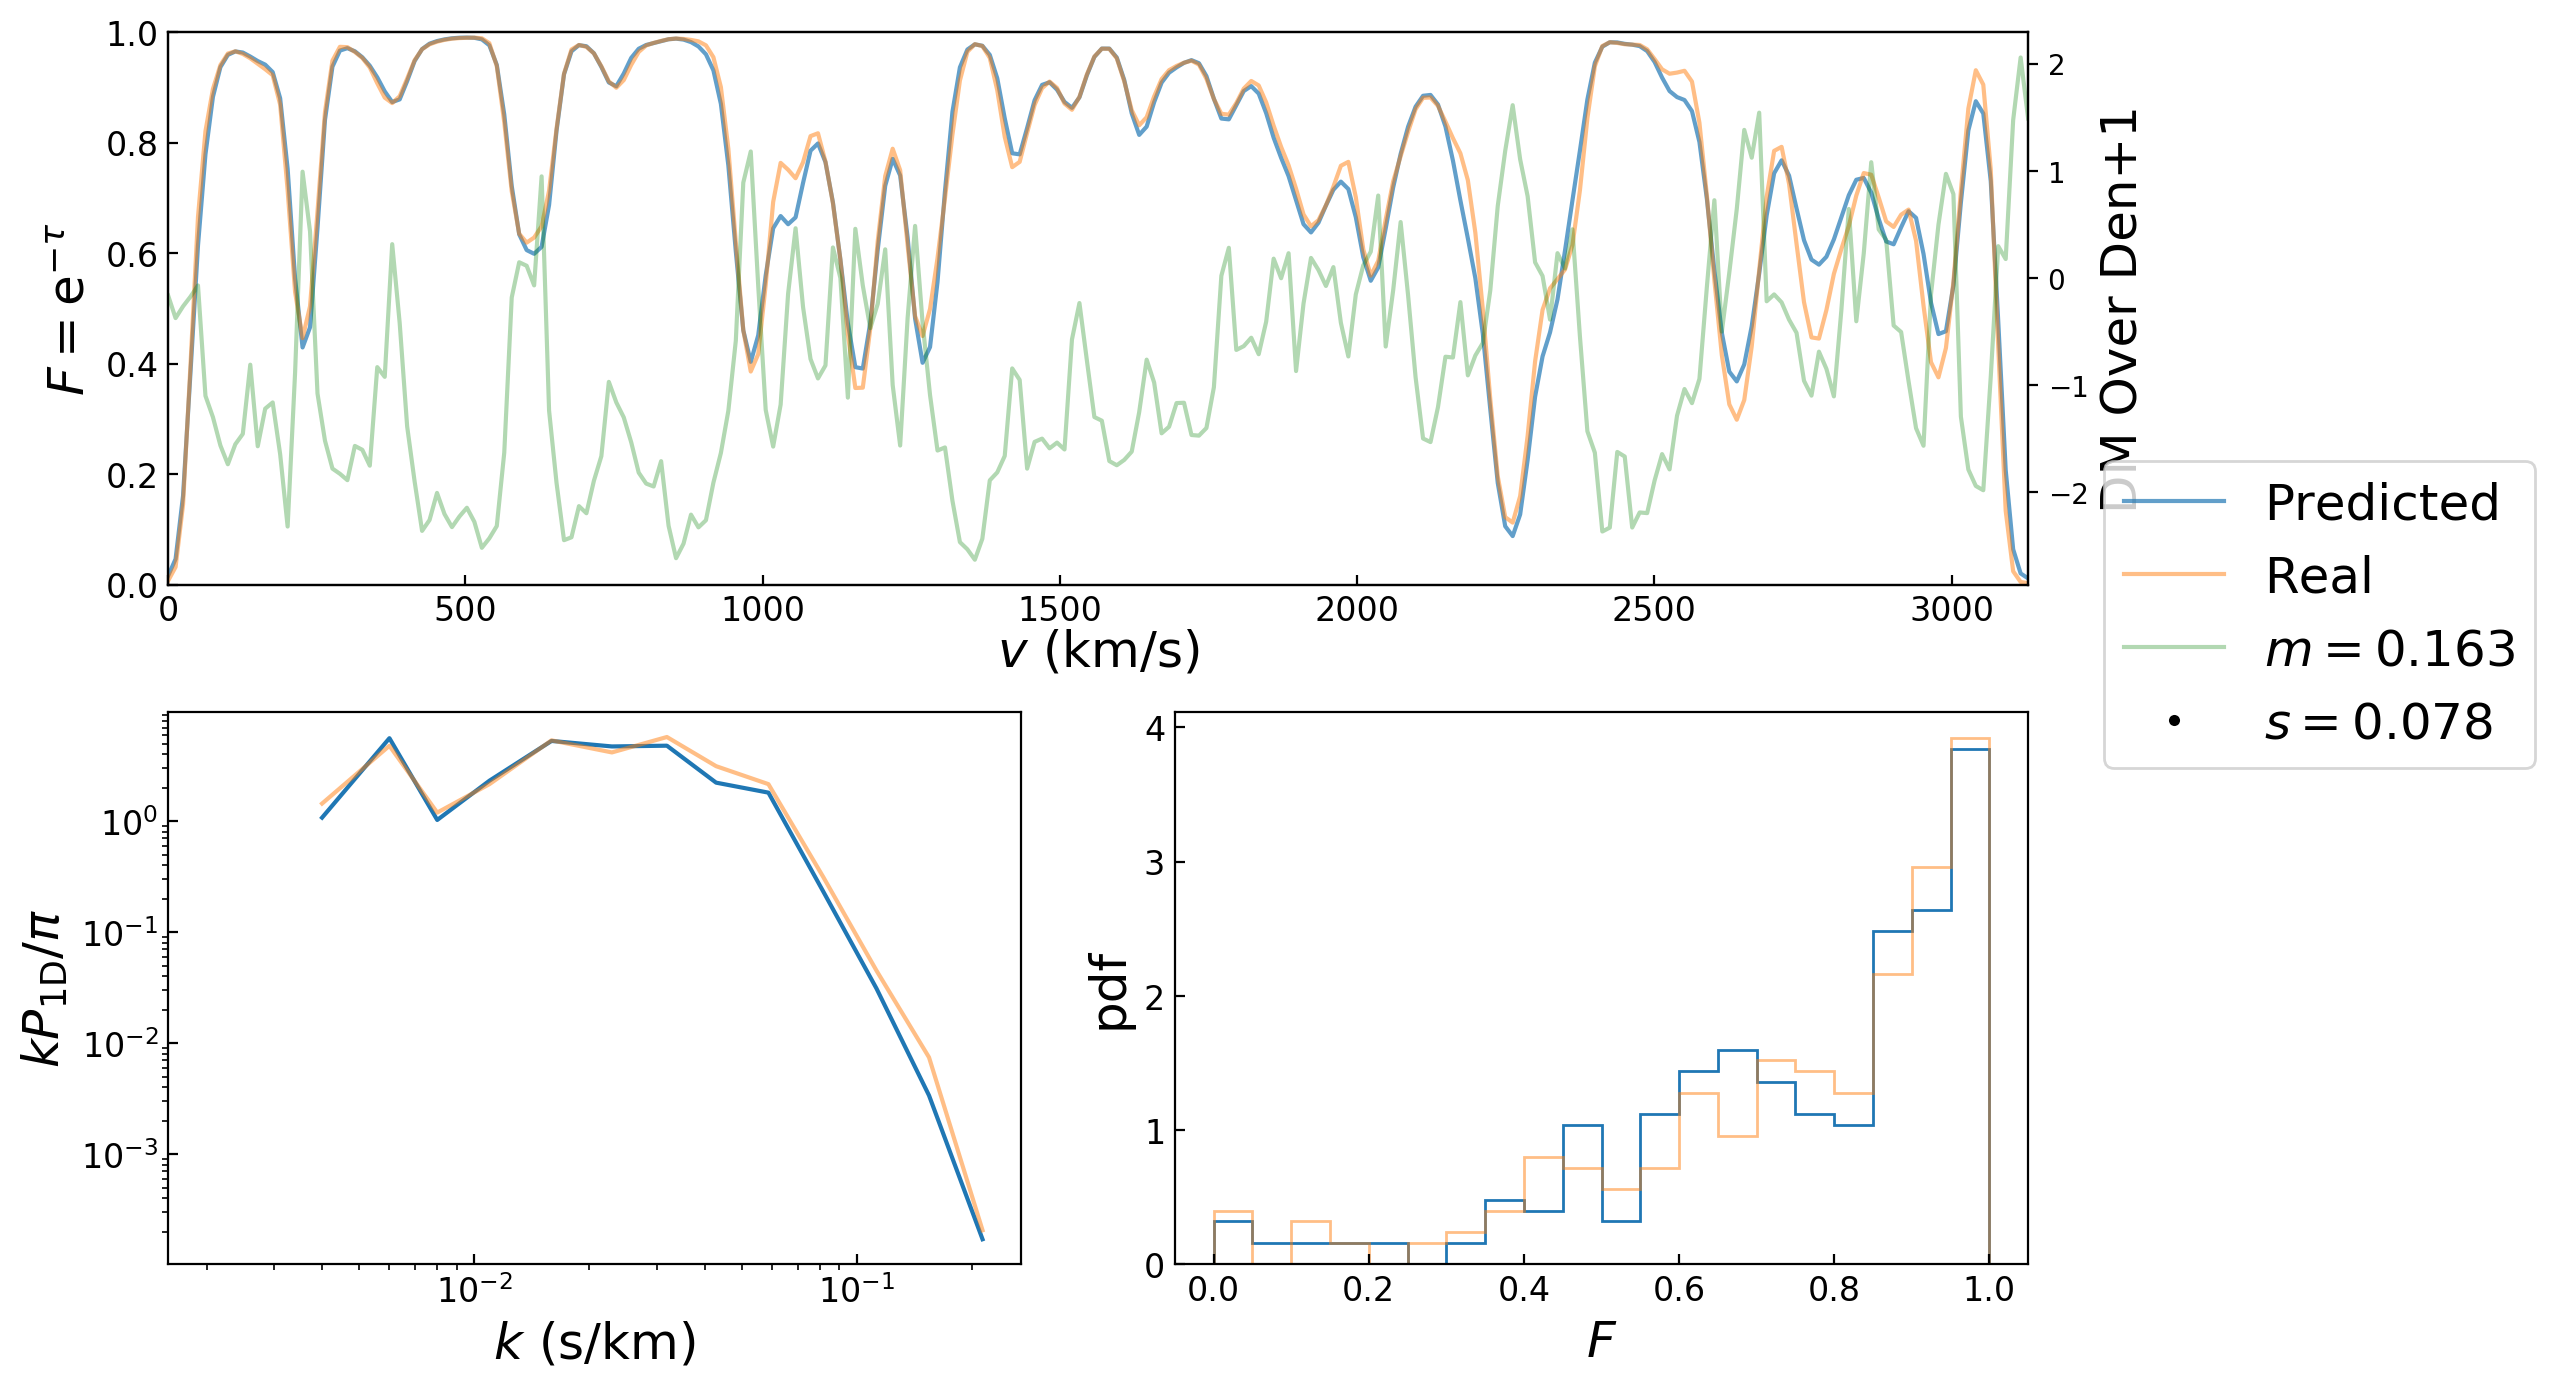 1.0
0.8
0.6
0.4
0.2
0.0
F = e^{−τ}
2
1
0
−1
−2
DM Over Den+1
0 500 1000 1500 2000 2500 3000
v (km/s)
Predicted
Real
m = 0.163
s = 0.078
10^0
10^{−1}
10^{−2}
10^{−3}
kP_{1D}/π
10^{−2} 10^{−1}
k (s/km)
4
3
2
1
0
pdf
0.0 0.2 0.4 0.6 0.8 1.0
F